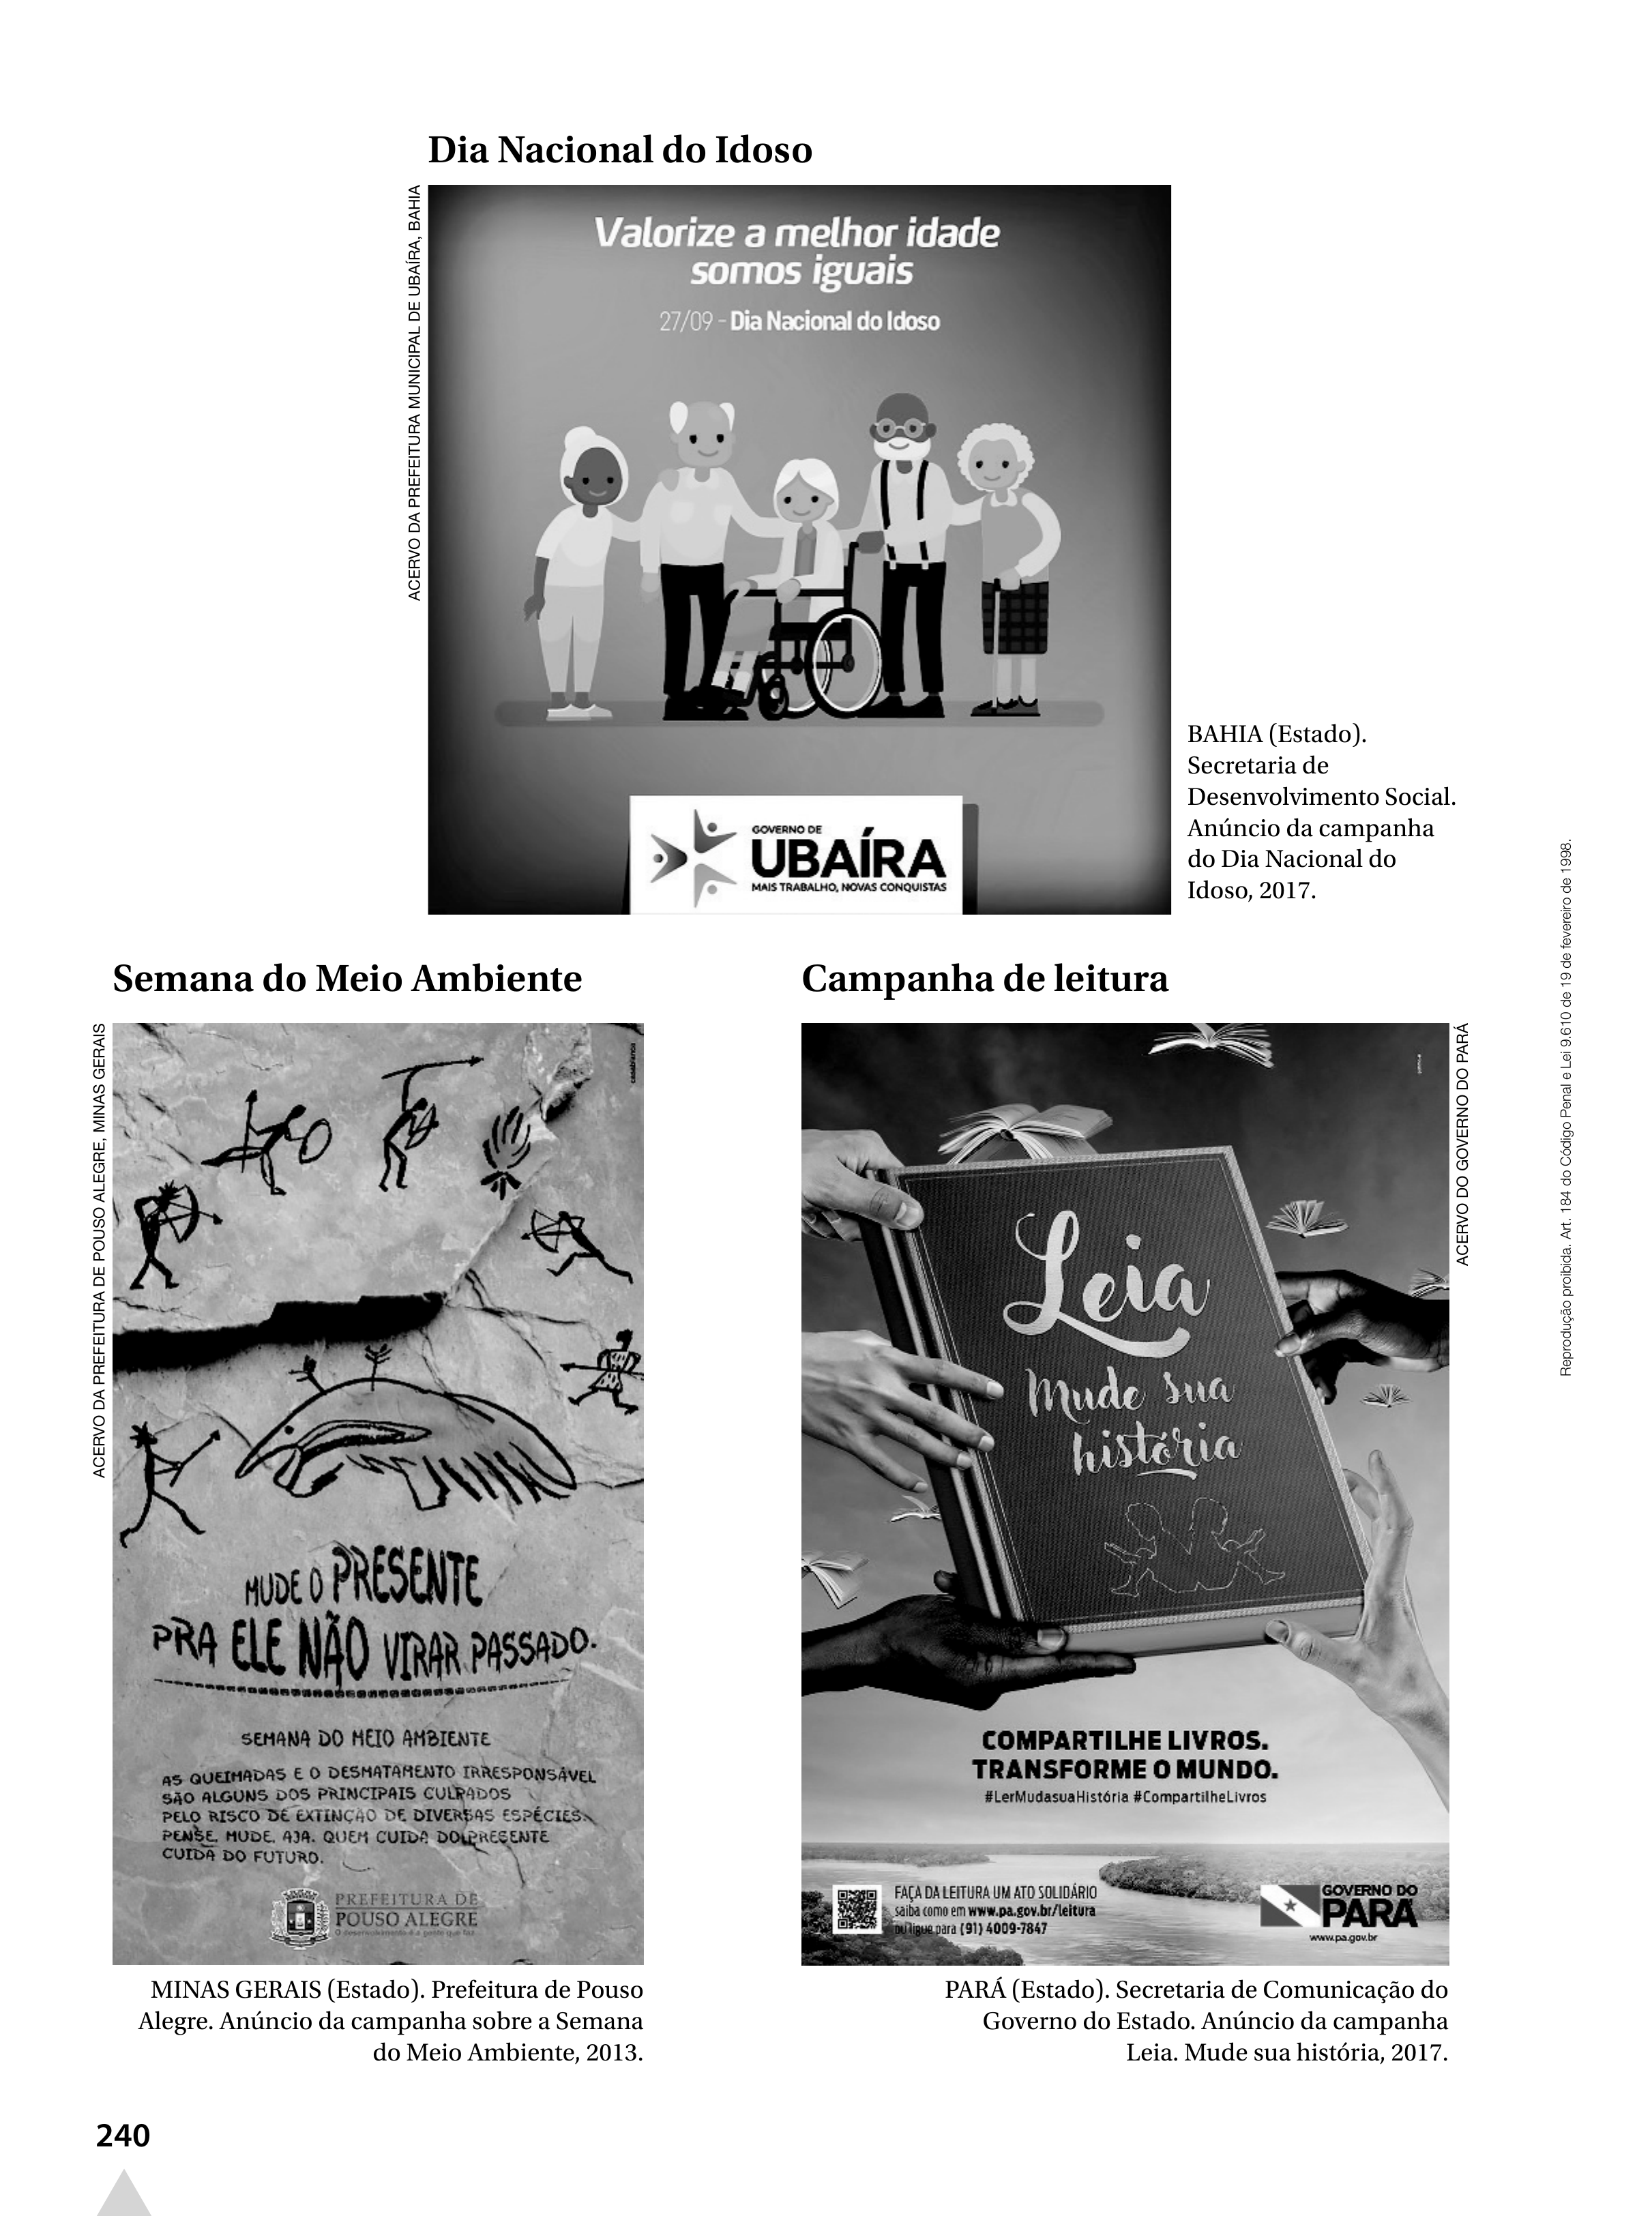 Dia Nacional do Idoso
ACERVO DA PREFEITURA MUNICIPAL DE UBAÍRA, BAHIA
Valorize a melhor idade
somos iguais
27/09 - Dia Nacional do Idoso
GOVERNO DE
UBAÍRA
MAIS TRABALHO, NOVAS CONQUISTAS
BAHIA (Estado).
Secretaria de
Desenvolvimento Social.
Anúncio da campanha
do Dia Nacional do
Idoso, 2017.
Semana do Meio Ambiente
ACERVO DA PREFEITURA DE POUSO ALEGRE, MINAS GERAIS
casablanca
MUDE O PRESENTE
PRA ELE NÃO VIRAR PASSADO.
SEMANA DO MEIO AMBIENTE
AS QUEIMADAS E O DESMATAMENTO IRRESPONSÁVEL
SÃO ALGUNS DOS PRINCIPAIS CULPADOS
PELO RISCO DE EXTINÇÃO DE DIVERSAS ESPÉCIES.
PENSE. MUDE. AJA. QUEM CUIDA DO PRESENTE
CUIDA DO FUTURO.
PREFEITURA DE
POUSO ALEGRE
O desenvolvimento é a gente que faz
MINAS GERAIS (Estado). Prefeitura de Pouso
Alegre. Anúncio da campanha sobre a Semana
do Meio Ambiente, 2013.
Campanha de leitura
ACERVO DO GOVERNO DO PARÁ
Leia
Mude sua
história
COMPARTILHE LIVROS.
TRANSFORME O MUNDO.
#LerMudasuaHistória #CompartilheLivros
FAÇA DA LEITURA UM ATO SOLIDÁRIO
saiba como em www.pa.gov.br/leitura
ou ligue para (91) 4009-7847
GOVERNO DO
PARÁ
www.pa.gov.br
PARÁ (Estado). Secretaria de Comunicação do
Governo do Estado. Anúncio da campanha
Leia. Mude sua história, 2017.
Reprodução proibida. Art. 184 do Código Penal e Lei 9.610 de 19 de fevereiro de 1998.
240